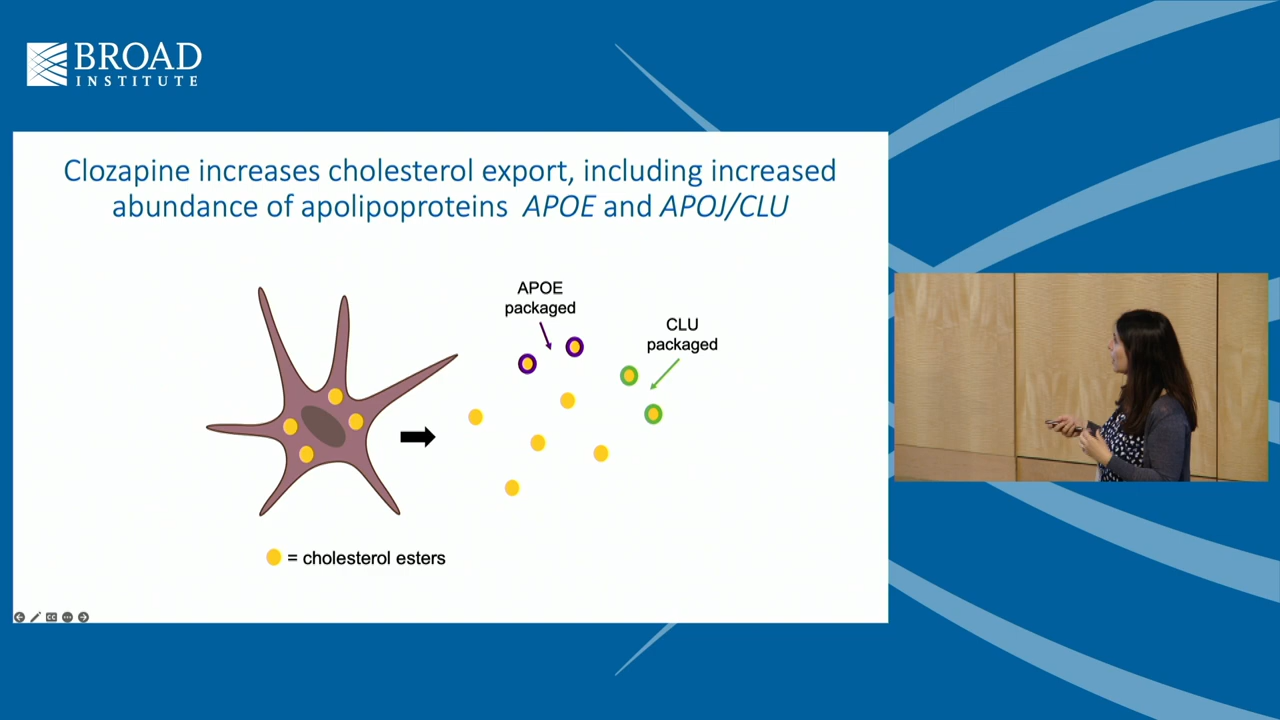 BROAD
INSTITUTE
Clozapine increases cholesterol export, including increased
abundance of apolipoproteins APOE and APOJ/CLU
APOE
packaged
CLU
packaged
= cholesterol esters
CC